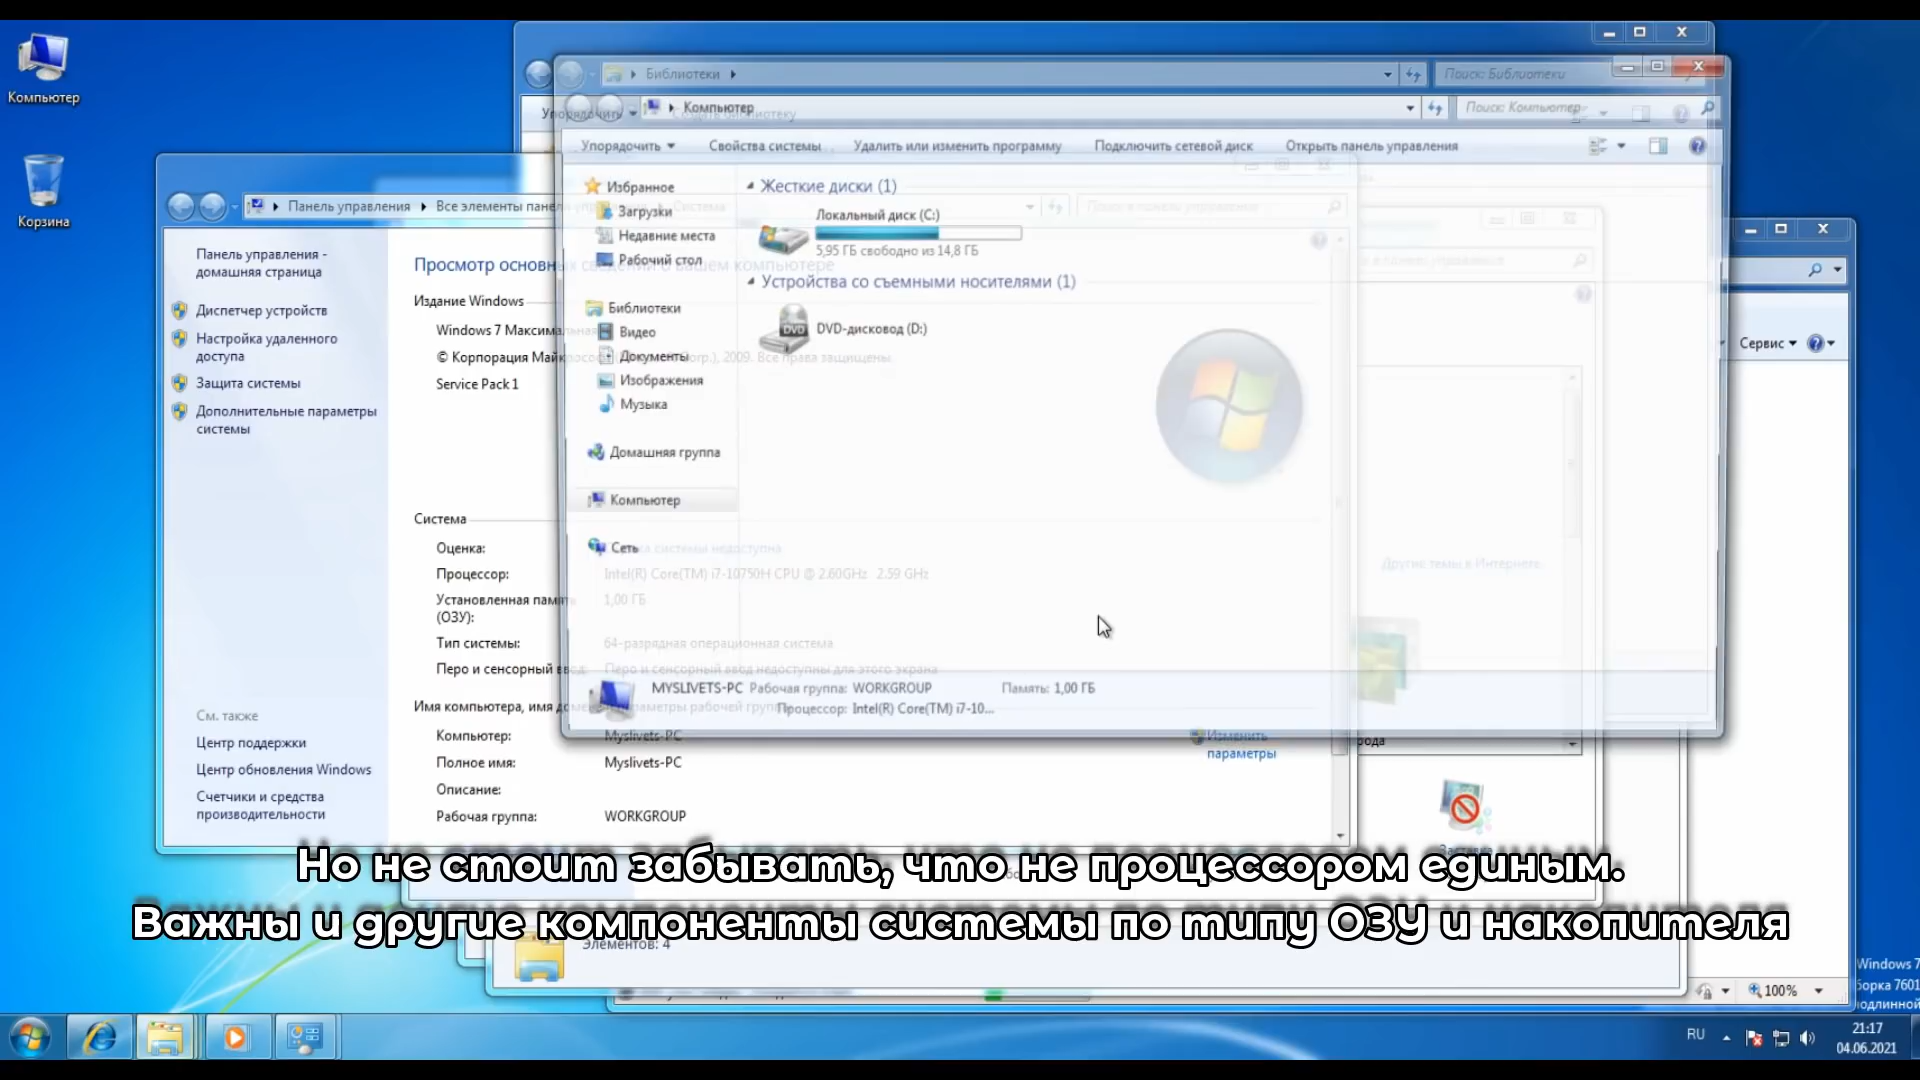 Компьютер
Корзина
Библиотеки
Поиск: Библиотеки
Упорядочить
Компьютер
Поиск: Компьютер
Упорядочить
Свойства системы
Удалить или изменить программу
Подключить сетевой диск
Открыть панель управления
Избранное
Загрузки
Недавние места
Рабочий стол
Библиотеки
Видео
Документы
Изображения
Музыка
Домашняя группа
Компьютер
Сеть
Жесткие диски (1)
Локальный диск (C:)
5,95 ГБ свободно из 14,8 ГБ
Устройства со съемными носителями (1)
DVD-дисковод (D:)
MYSLIVETS-PC Рабочая группа: WORKGROUP
Память: 1,00 ГБ
Процессор: Intel(R) Core(TM) i7-10...
Панель управления
Все элементы панели
Система
Панель управления -
домашняя страница
Диспетчер устройств
Настройка удаленного
доступа
Защита системы
Дополнительные параметры
системы
См. также
Центр поддержки
Центр обновления Windows
Счетчики и средства
производительности
Просмотр основных сведений о вашем компьютере
Издание Windows
Windows 7 Максимальная
© Корпорация Майкрософт (Microsoft Corp.), 2009. Все права защищены
Service Pack 1
Система
Оценка:
Оценка системы недоступна
Процессор:
Intel(R) Core(TM) i7-10750H CPU @ 2.60GHz 2.59 GHz
Установленная память
(ОЗУ):
1,00 ГБ
Тип системы:
64-разрядная операционная система
Перо и сенсорный ввод:
Перо и сенсорный ввод недоступны для этого экрана
Имя компьютера, имя домена и параметры рабочей группы
Компьютер:
Myslivets-PC
Изменить
параметры
Полное имя:
Myslivets-PC
Описание:
Рабочая группа:
WORKGROUP
Другие темы в Интернете
Заставка
Сервис
Но не стоит забывать, что не процессором единым.
Важны и другие компоненты системы по типу ОЗУ и накопителя
Элементов: 4
100%
Windows 7
RU
21:17
04.06.2021